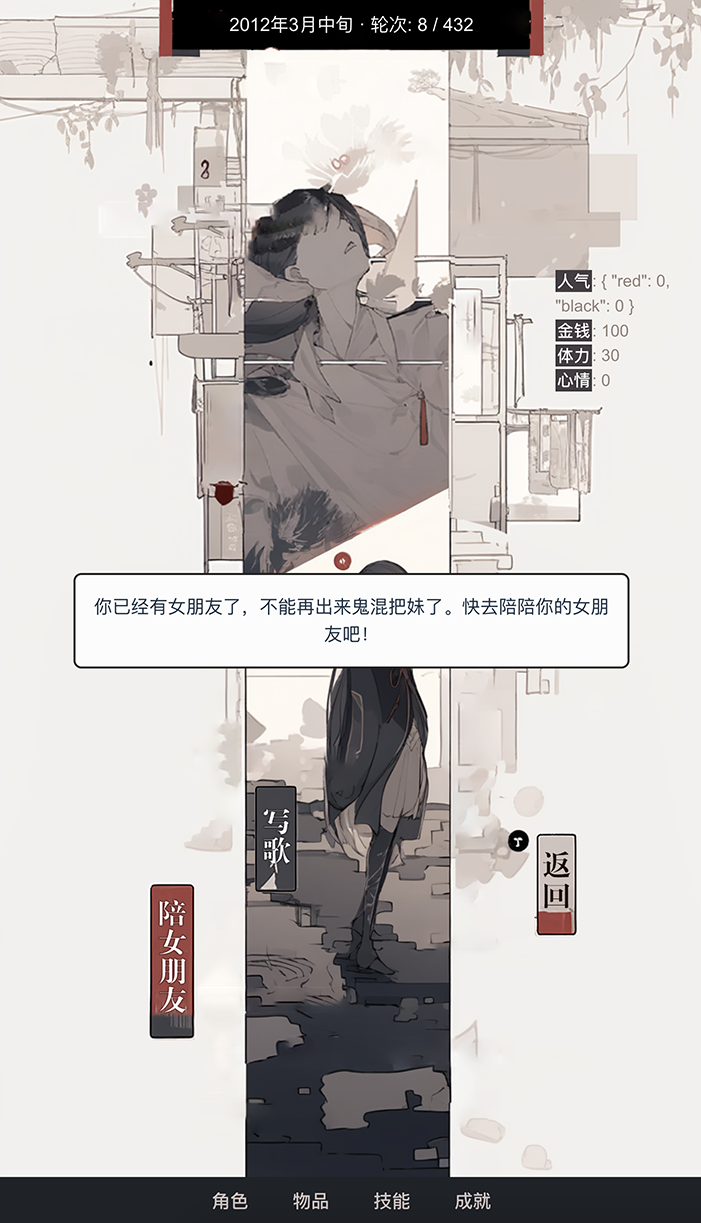 2012年3月中旬 · 轮次: 8 / 432
人气: { "red": 0,
"black": 0 }
金钱: 100
体力: 30
心情: 0
你已经有女朋友了，不能再出来鬼混把妹了。快去陪陪你的女朋
友吧！
写歌
返回
陪女朋友
角色 物品 技能 成就